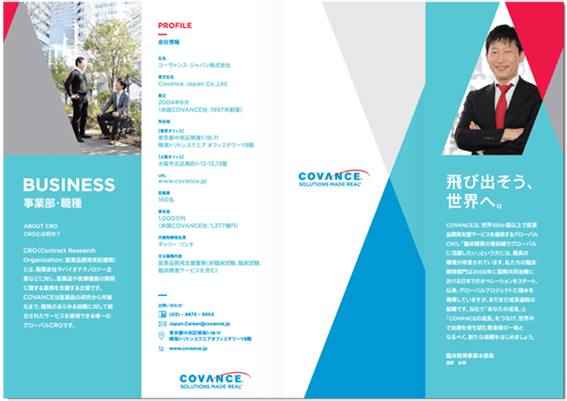 BUSINESS
事業部・職種
ABOUT CRO
CROとは何か?
CRO(Contract Research
Organization:医薬品開発受託機関)
とは、製薬会社やバイオテクノロジー企
業などに対し、医薬品や医療機器の開発
に関する業務を支援する企業です。
COVANCEは医薬品の研究から市販
化まで、開発のあらゆる段階に対して統
合されたサービスを提供できる唯一の
グローバルCROです。
PROFILE
会社情報
社名
コーヴァンス・ジャパン株式会社
英文社名
Covance Japan Co.,Ltd.
設立
2004年6月
(米国COVANCE社:1997年創業)
所在地
【東京オフィス】
東京都中央区晴海1-8-11
晴海トリトンスクエア オフィスタワーY8階
【大阪オフィス】
大阪市北区梅田1-12-12,13階
URL
www.covance.jp
従業員
160名
資本金
1,000万円
(米国COVANCE社:1,277億円)
代表取締役社長
ギャリー・リンチ
主な業務内容
医薬品開発支援業務(非臨床試験、臨床試験、
臨床検査サービスを含む)
お問い合わせ:
(03) - 6873 - 9503
Japan.Career@covance.jp
東京都中央区晴海1-8-11
晴海トリトンスクエア オフィスタワーY8階
www.covance.jp
COVANCE
SOLUTIONS MADE REAL
COVANCE
SOLUTIONS MADE REAL
飛び出そう、
世界へ。
COVANCEは、世界100ヶ国以上で医薬
品開発支援サービスを提供するグローバル
CRO。「臨床開発の最前線でグローバル
に活躍したい」という方には、最高の
環境が用意されています。私たちの臨床
開発部門は2008年に国際共同治験に
おける日本でのオペレーションをスタート。
以来、グローバルプロジェクトに強みを
発揮していますが、まだまだ成長過程の
組織です。当社で「あなたの成長」と
「COVANCEの成長」をつなげ、世界中
で治療を待ち望む患者様の一助と
なるべく、新たな挑戦をはじめましょう。
臨床開発事業本部長